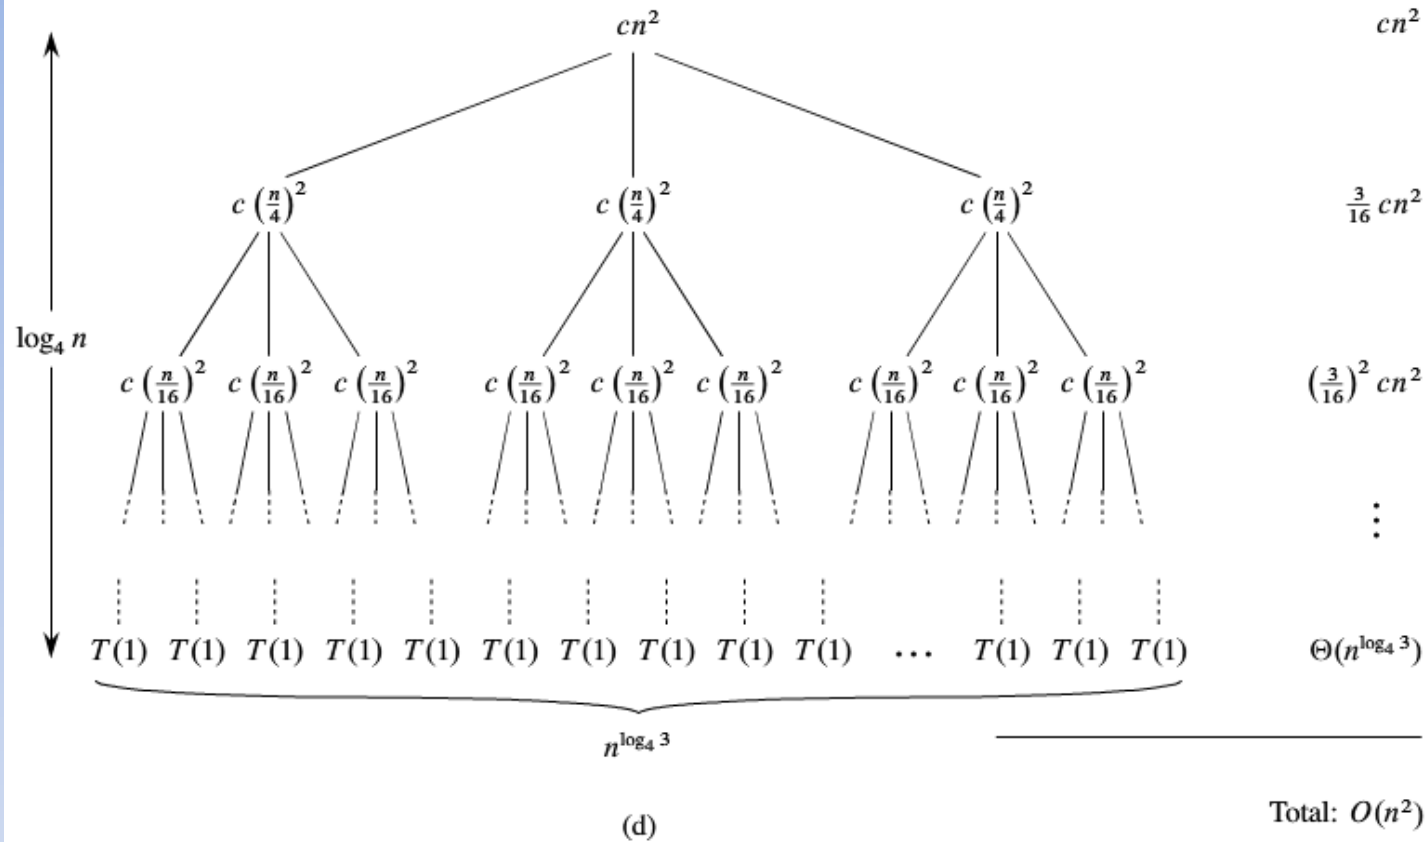 cn² cn²
c (n/4)² c (n/4)² c (n/4)² 3/16 cn²
log₄ n
c (n/16)² c (n/16)² c (n/16)² c (n/16)² c (n/16)² c (n/16)² c (n/16)² c (n/16)² c (n/16)² (3/16)² cn²
⋮
T(1) T(1) T(1) T(1) T(1) T(1) T(1) T(1) T(1) T(1) … T(1) T(1) T(1) Θ(n^{log₄ 3})
n^{log₄ 3}
Total: O(n²)
(d)